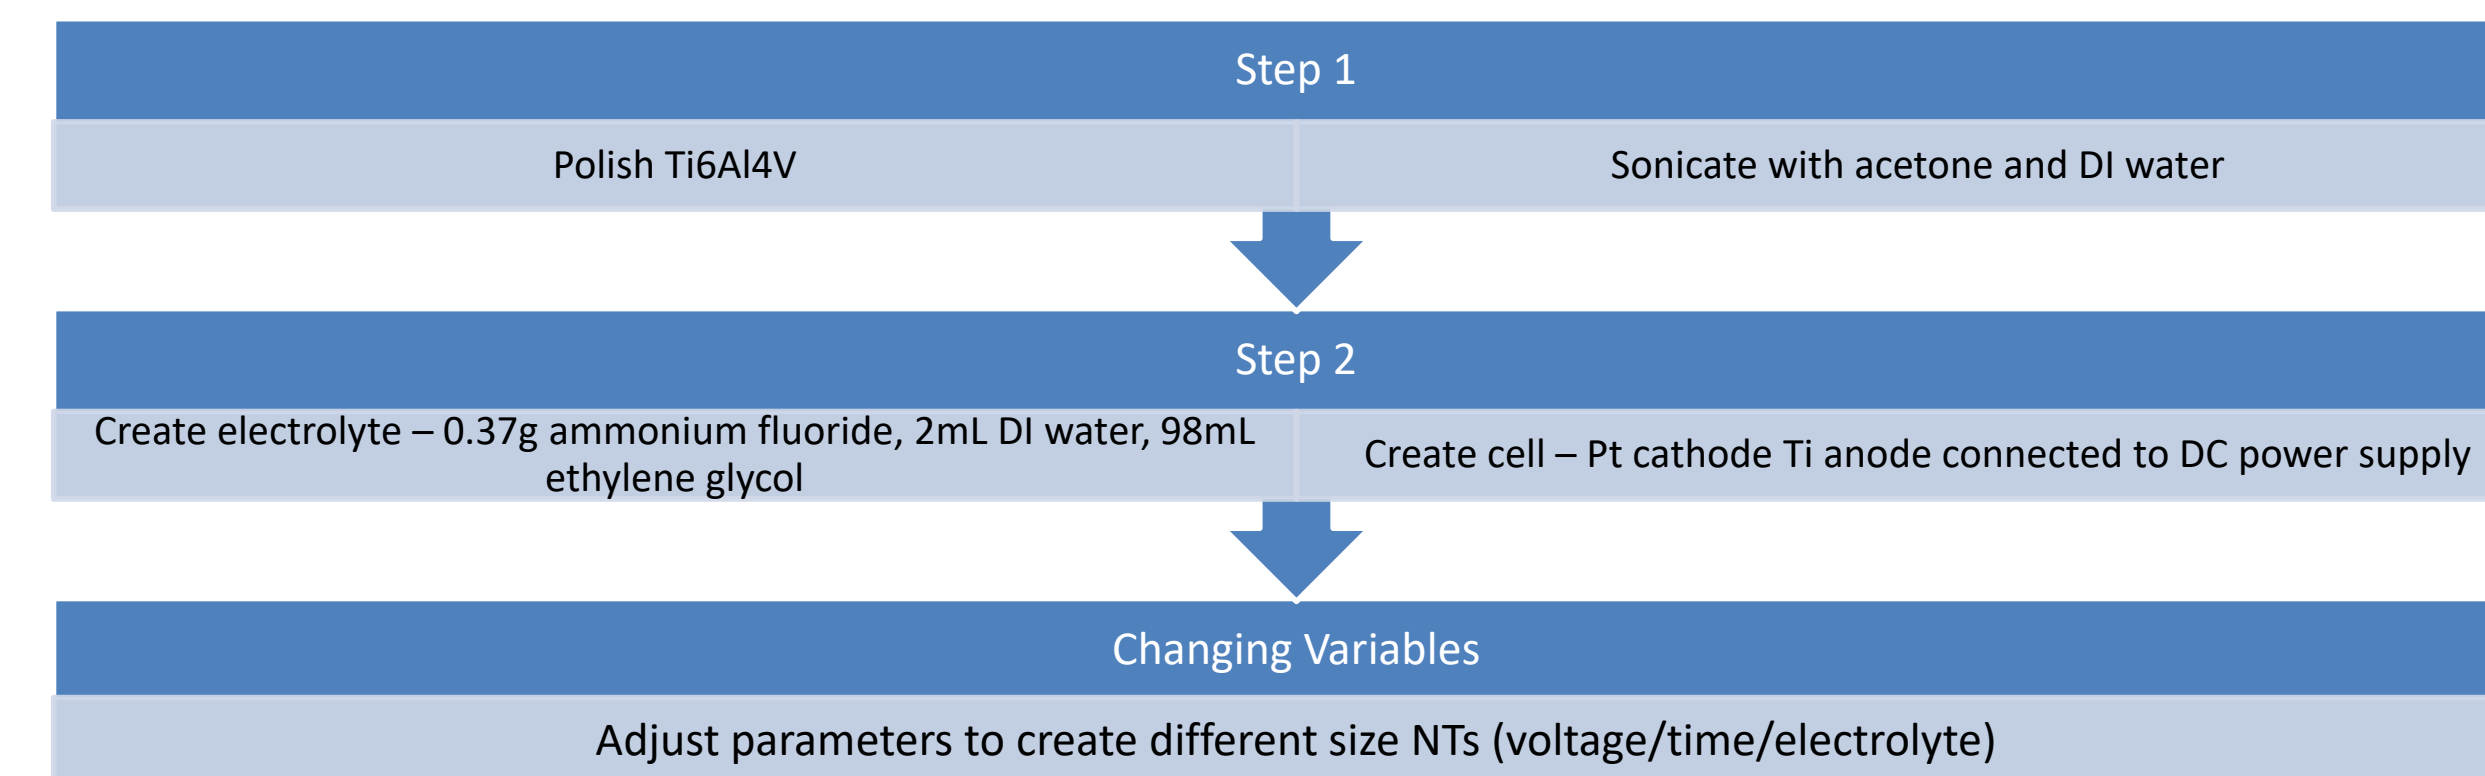 Step 1
Polish Ti6Al4V
Sonicate with acetone and DI water
Step 2
Create electrolyte – 0.37g ammonium fluoride, 2mL DI water, 98mL
ethylene glycol
Create cell – Pt cathode Ti anode connected to DC power supply
Changing Variables
Adjust parameters to create different size NTs (voltage/time/electrolyte)